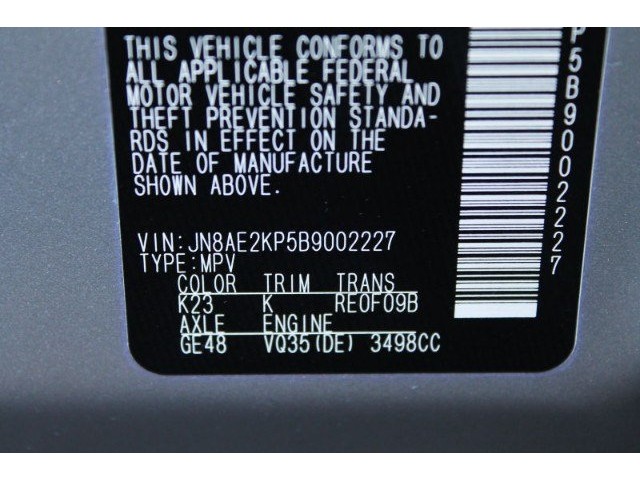 THIS VEHICLE CONFORMS TO
ALL APPLICABLE FEDERAL
MOTOR VEHICLE SAFETY AND
THEFT PREVENTION STANDA-
RDS IN EFFECT ON THE
DATE OF MANUFACTURE
SHOWN ABOVE.
VIN:JN8AE2KP5B9002227
TYPE:MPV
COLOR TRIM TRANS
K23 K RE0F09B
AXLE ENGINE
GE48 VQ35(DE) 3498CC
P5B9002227